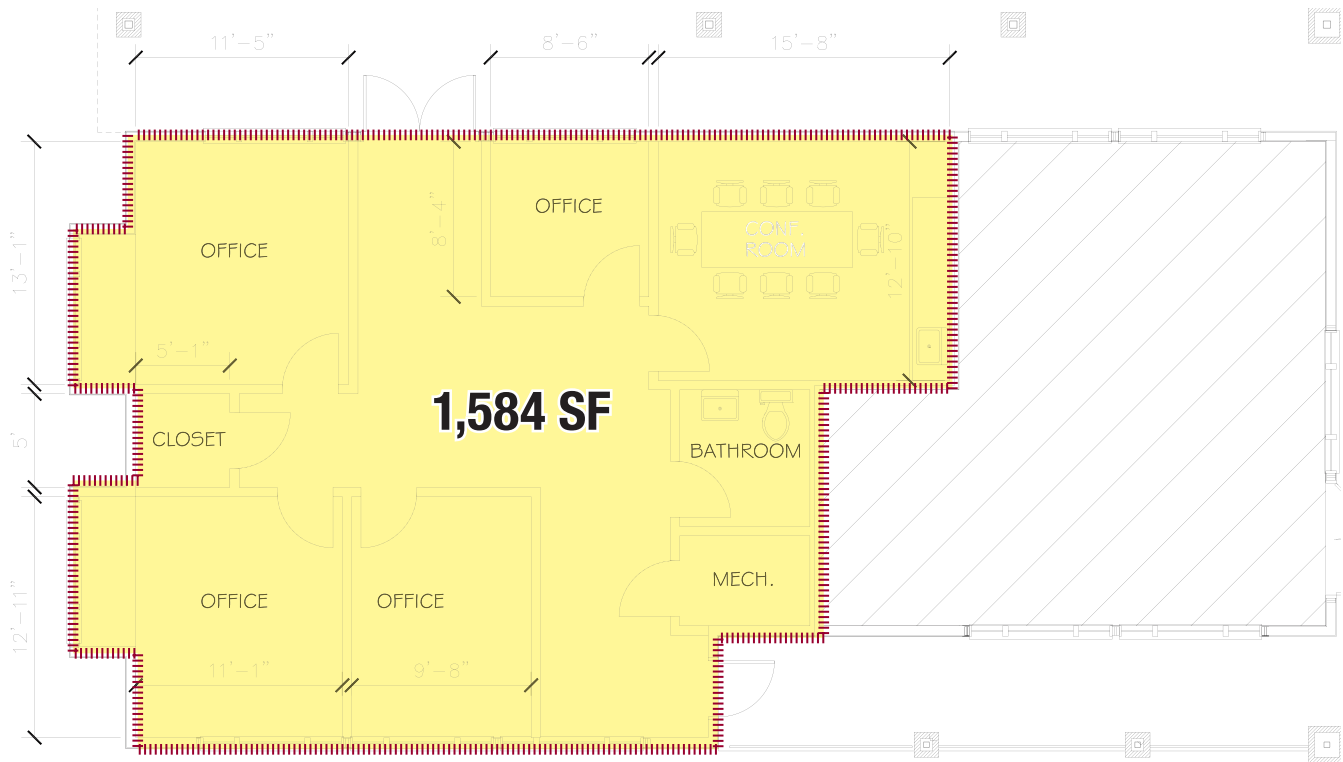 11'-5"
8'-6"
15'-8"
OFFICE
8'-4"
CONF.
ROOM
OFFICE
12'-10"
13'-1"
5'-1"
1,584 SF
5'
CLOSET
BATHROOM
MECH.
OFFICE
OFFICE
12'-11"
11'-1"
9'-8"